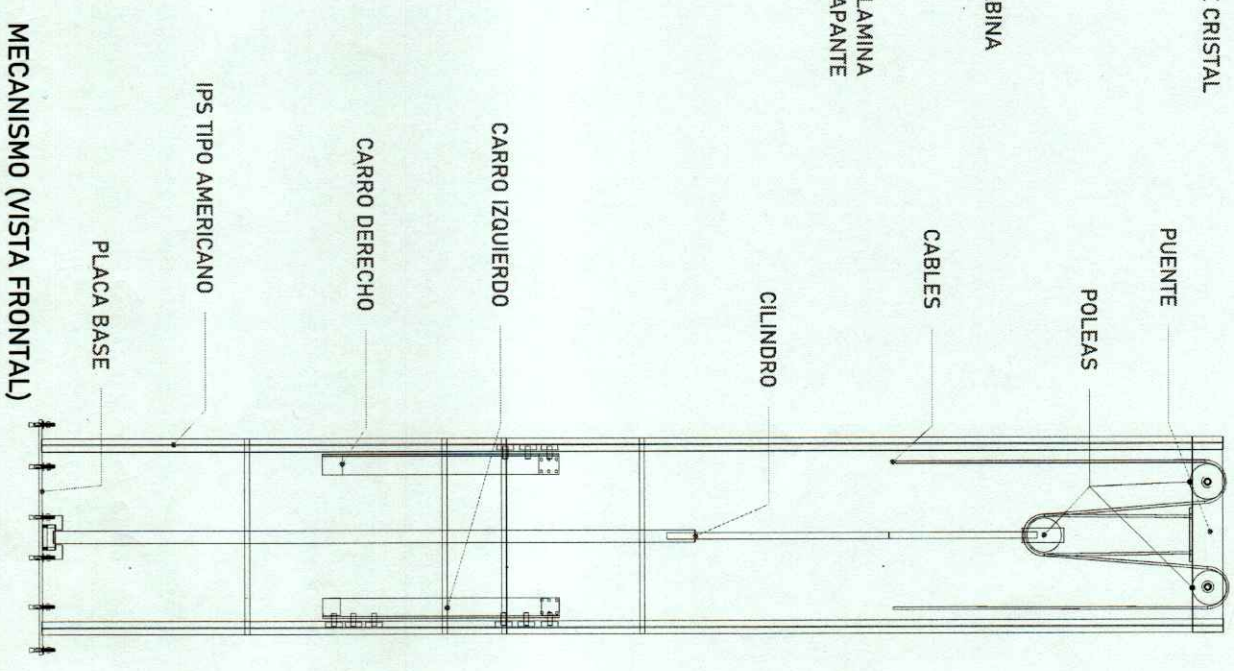 CRISTAL
PUENTE
POLEAS
BINA
CABLES
LAMINA
APANTE
CILINDRO
CARRO IZQUIERDO
CARRO DERECHO
IPS TIPO AMERICANO
PLACA BASE
MECANISMO (VISTA FRONTAL)